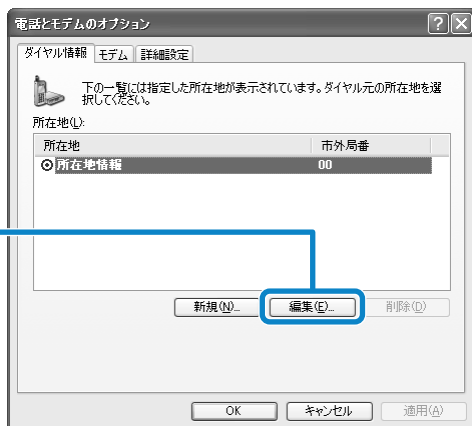 電話とモデムのオプション
ダイヤル情報 モデム 詳細設定
下の一覧には指定した所在地が表示されています。ダイヤル元の所在地を選
択してください。
所在地(L):
所在地 市外局番
所在地情報 00
新規(N)... 編集(E)... 削除(D)
OK キャンセル 適用(A)